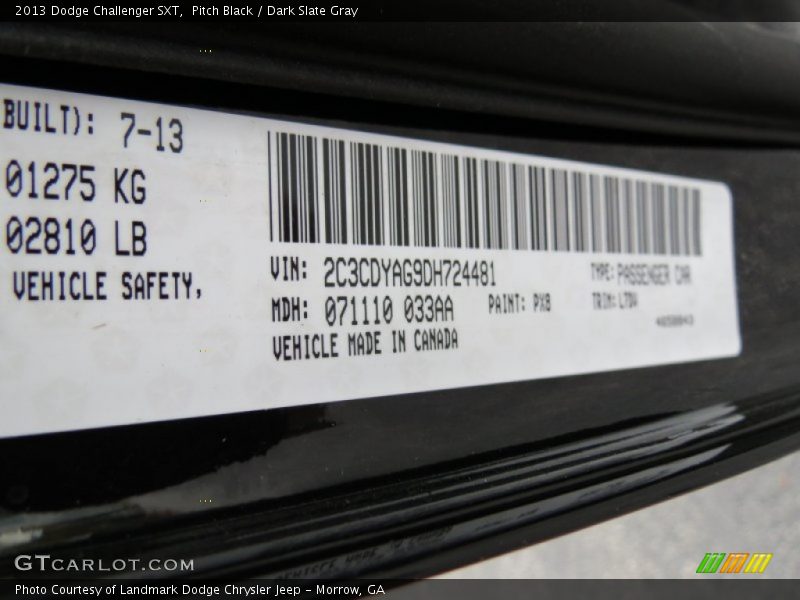 2013 Dodge Challenger SXT,  Pitch Black / Dark Slate Gray
BUILT): 7-13
01275 KG
02810 LB
VEHICLE SAFETY,
VIN: 2C3CDYAG9DH724481 TYPE: PASSENGER CAR
MDH: 071110 033AA PAINT: PX8 TRIM:
VEHICLE MADE IN CANADA
GTCARLOT.COM
Photo Courtesy of Landmark Dodge Chrysler Jeep – Morrow, GA